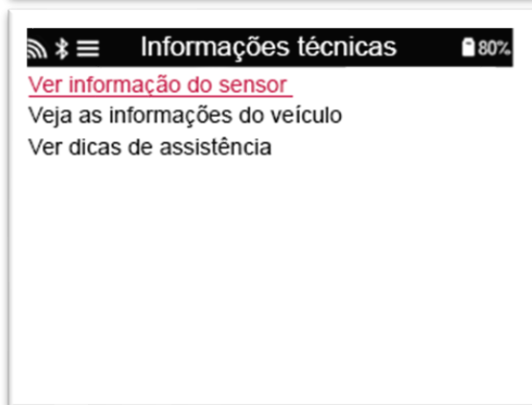 Informações técnicas 80%
Ver informação do sensor
Veja as informações do veículo
Ver dicas de assistência